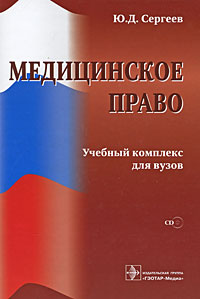 Ю.Д. Сергеев
МЕДИЦИНСКОЕ
ПРАВО
Учебный комплекс
для вузов
CD
ИЗДАТЕЛЬСКАЯ ГРУППА
«ГЭОТАР-Медиа»